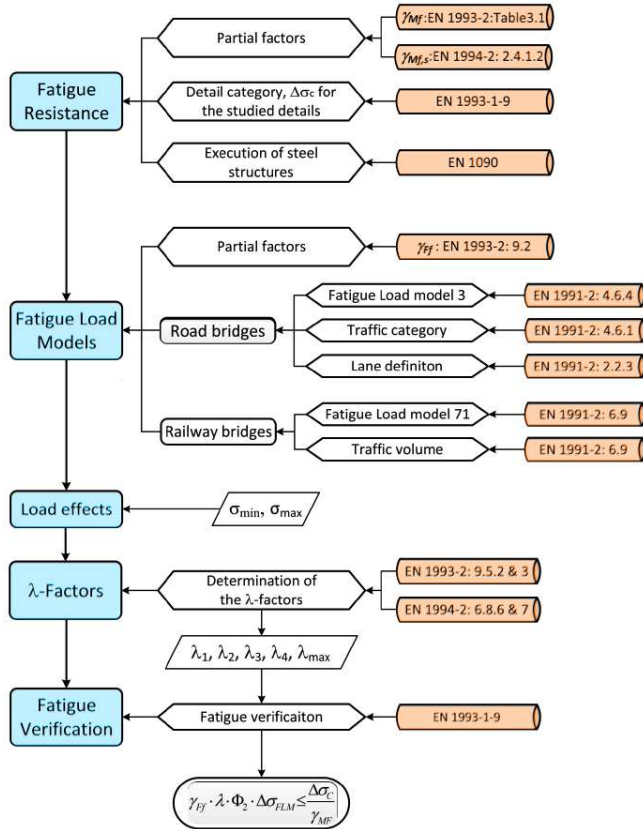 γMf:EN 1993-2:Table3.1
Partial factors
γMf,s:EN 1994-2: 2.4.1.2
Fatigue
Resistance
Detail category, Δσc for
the studied details
EN 1993-1-9
Execution of steel
structures
EN 1090
Partial factors
γFf : EN 1993-2: 9.2
Fatigue Load
Models
Road bridges
Fatigue Load model 3
EN 1991-2: 4.6.4
Traffic category
EN 1991-2: 4.6.1
Lane definiton
EN 1991-2: 2.2.3
Railway bridges
Fatigue Load model 71
EN 1991-2: 6.9
Traffic volume
EN 1991-2: 6.9
Load effects
σmin, σmax
λ-Factors
Determination of
the λ-factors
EN 1993-2: 9.5.2 & 3
EN 1994-2: 6.8.6 & 7
λ1, λ2, λ3, λ4, λmax
Fatigue
Verification
Fatigue verificaiton
EN 1993-1-9
γFf · λ · Φ2 · ΔσFLM ≤ ΔσC / γMF